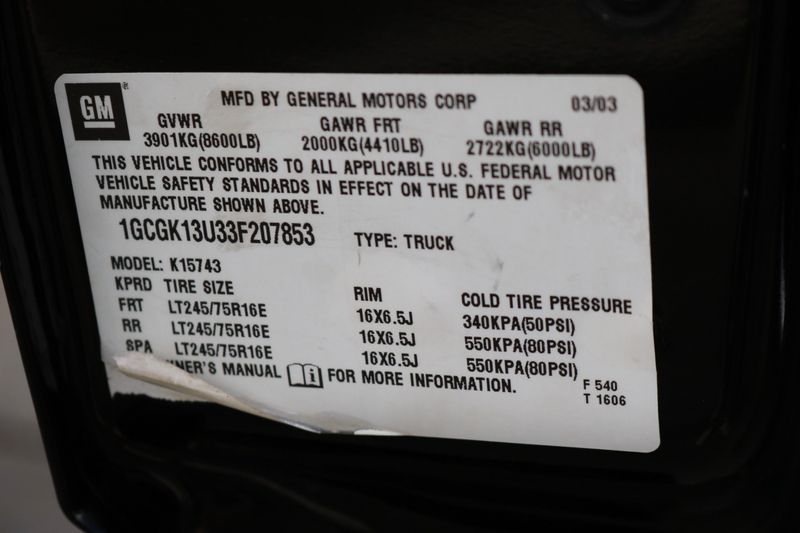 GM ®
MFD BY GENERAL MOTORS CORP 03/03
GVWR GAWR FRT GAWR RR
3901KG(8600LB) 2000KG(4410LB) 2722KG(6000LB)
THIS VEHICLE CONFORMS TO ALL APPLICABLE U.S. FEDERAL MOTOR
VEHICLE SAFETY STANDARDS IN EFFECT ON THE DATE OF
MANUFACTURE SHOWN ABOVE.
1GCGK13U33F207853 TYPE: TRUCK
MODEL: K15743
KPRD TIRE SIZE RIM COLD TIRE PRESSURE
FRT LT245/75R16E 16X6.5J 340KPA(50PSI)
RR LT245/75R16E 16X6.5J 550KPA(80PSI)
SPA LT245/75R16E 16X6.5J 550KPA(80PSI)
NER'S MANUAL FOR MORE INFORMATION.
F 540
T 1606